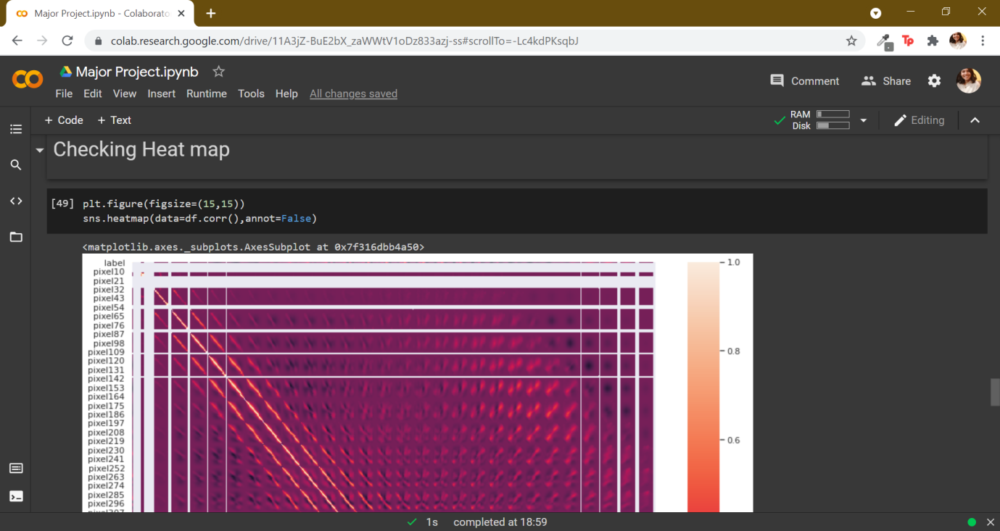 Major Project.ipynb - Colaborato
colab.research.google.com/drive/11A3jZ-BuE2bX_zaWWtV1oDz833azj-ss#scrollTo=-Lc4kdPKsqbJ
Tp
Major Project.ipynb
Comment
Share
File Edit View Insert Runtime Tools Help All changes saved
+ Code + Text
RAM
Disk
Editing
Checking Heat map
[49] plt.figure(figsize=(15,15))
sns.heatmap(data=df.corr(),annot=False)
<matplotlib.axes._subplots.AxesSubplot at 0x7f316dbb4a50>
label
pixel10
pixel21
pixel32
pixel43
pixel54
pixel65
pixel76
pixel87
pixel98
pixel109
pixel120
pixel131
pixel142
pixel153
pixel164
pixel175
pixel186
pixel197
pixel208
pixel219
pixel230
pixel241
pixel252
pixel263
pixel274
pixel285
pixel296
pixel307
1.0
0.8
0.6
1s completed at 18:59